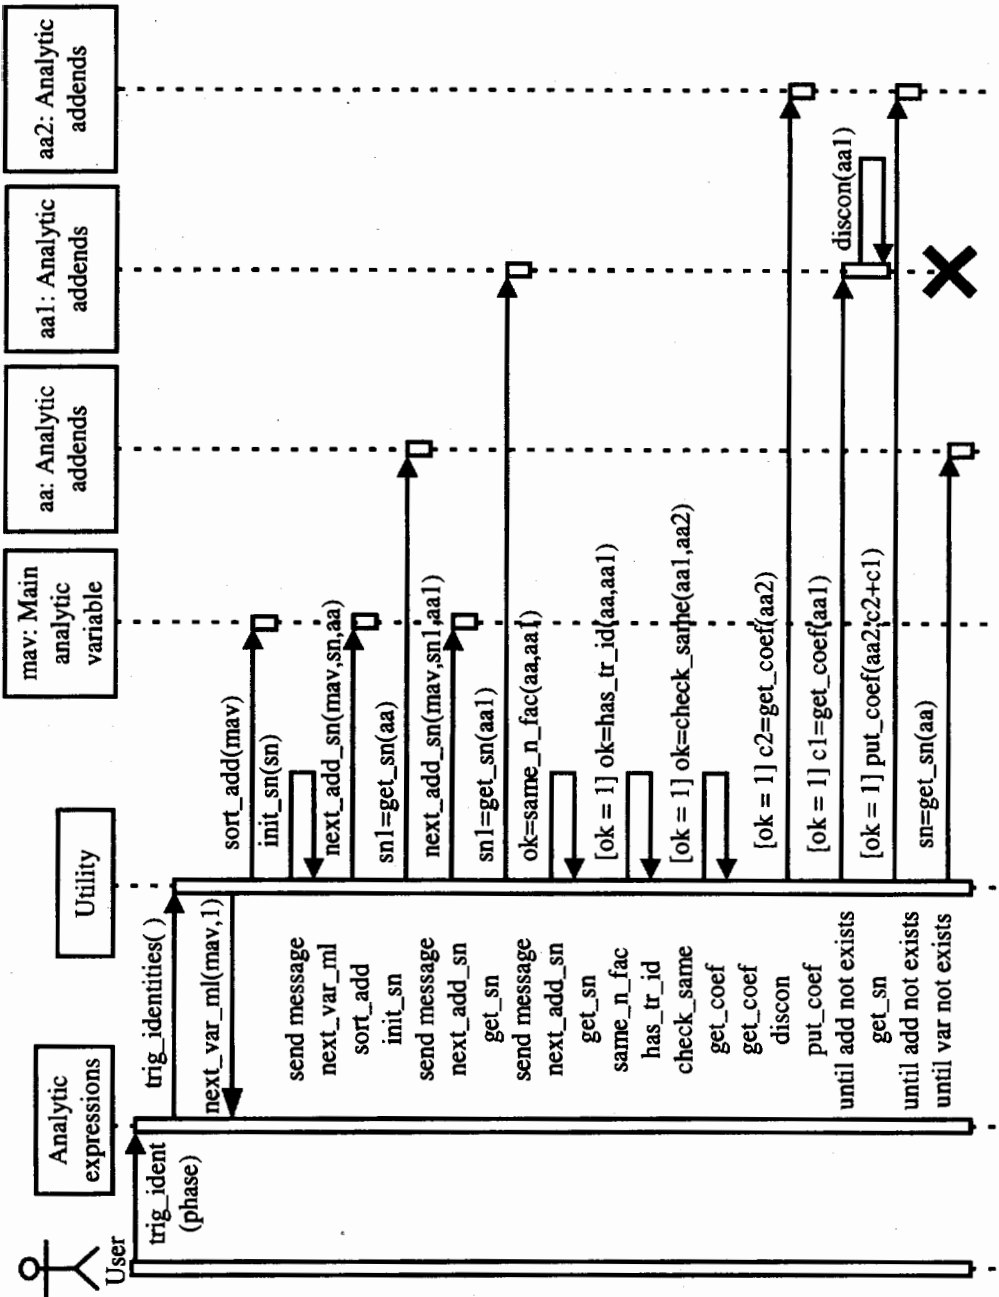 User
Analytic
expressions
Utility
mav: Main
analytic
variable
aa: Analytic
addends
aa1: Analytic
addends
aa2: Analytic
addends
trig_ident
(phase)
trig_identities( )
next_var_ml(mav,1)
send message
next_var_ml
sort_add
init_sn
send message
next_add_sn
get_sn
send message
next_add_sn
get_sn
same_n_fac
has_tr_id
check_same
get_coef
get_coef
discon
put_coef
until add not exists
get_sn
until add not exists
until var not exists
sort_add(mav)
init_sn(sn)
next_add_sn(mav,sn,aa)
sn1=get_sn(aa)
next_add_sn(mav,sn1,aa1)
sn1=get_sn(aa1)
ok=same_n_fac(aa,aa1)
[ok = 1] ok=has_tr_id(aa,aa1)
[ok = 1] ok=check_same(aa1,aa2)
[ok = 1] c2=get_coef(aa2)
[ok = 1] c1=get_coef(aa1)
discon(aa1)
[ok = 1] put_coef(aa2,c2+c1)
sn=get_sn(aa)